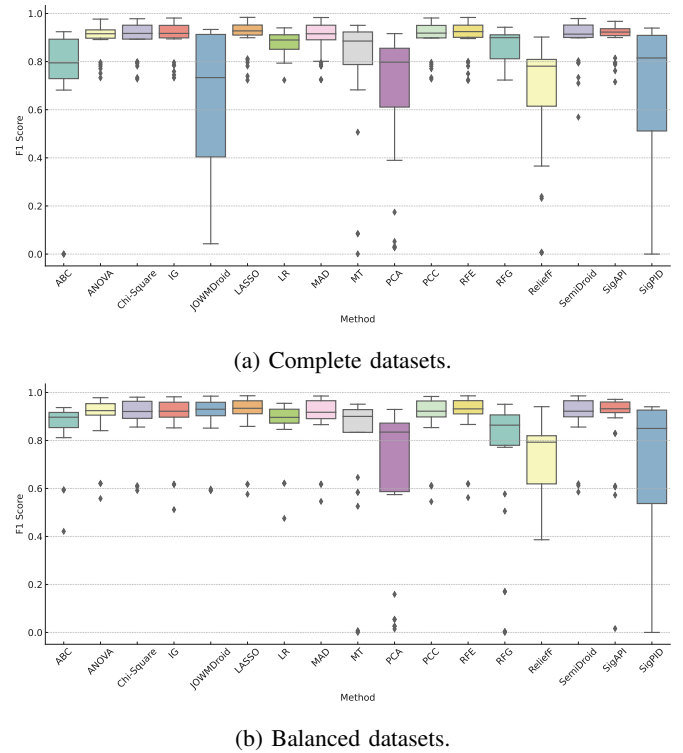 1.0
0.8
0.6
0.4
0.2
0.0
F1 Score
ABC
ANOVA
Chi-Square
IG
JOWMDroid
LASSO
LR
MAD
MT
PCA
PCC
RFE
RFG
ReliefF
SemiDroid
SigAPI
SigPID
Method
(a) Complete datasets.
1.0
0.8
0.6
0.4
0.2
0.0
F1 Score
ABC
ANOVA
Chi-Square
IG
JOWMDroid
LASSO
LR
MAD
MT
PCA
PCC
RFE
RFG
ReliefF
SemiDroid
SigAPI
SigPID
Method
(b) Balanced datasets.